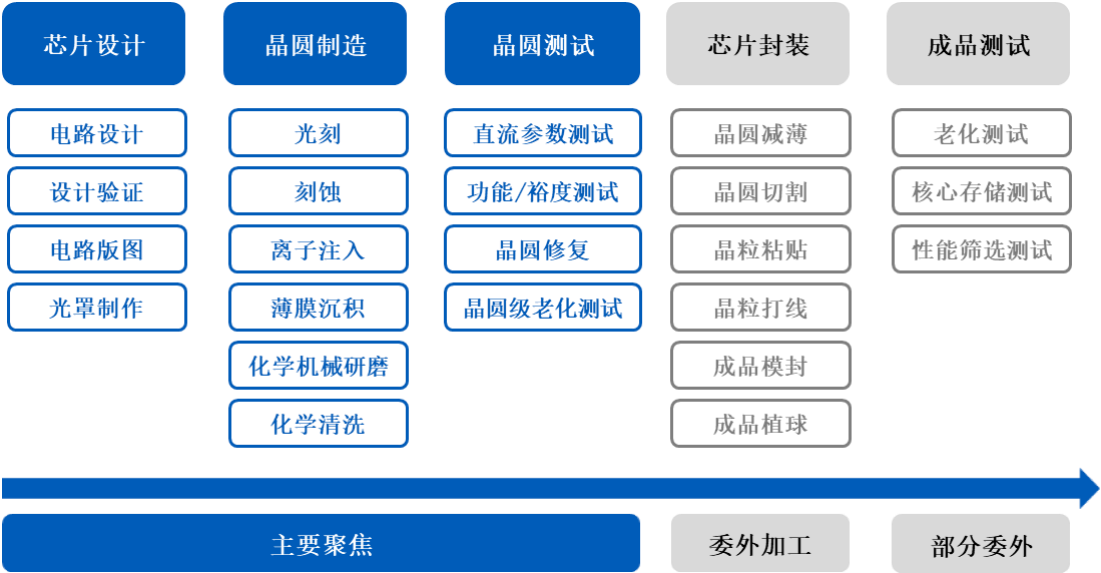 芯片设计
晶圆制造
晶圆测试
芯片封装
成品测试
电路设计
光刻
直流参数测试
晶圆减薄
老化测试
设计验证
刻蚀
功能/裕度测试
晶圆切割
核心存储测试
电路版图
离子注入
晶圆修复
晶粒粘贴
性能筛选测试
光罩制作
薄膜沉积
晶圆级老化测试
晶粒打线
化学机械研磨
成品模封
化学清洗
成品植球
主要聚焦
委外加工
部分委外